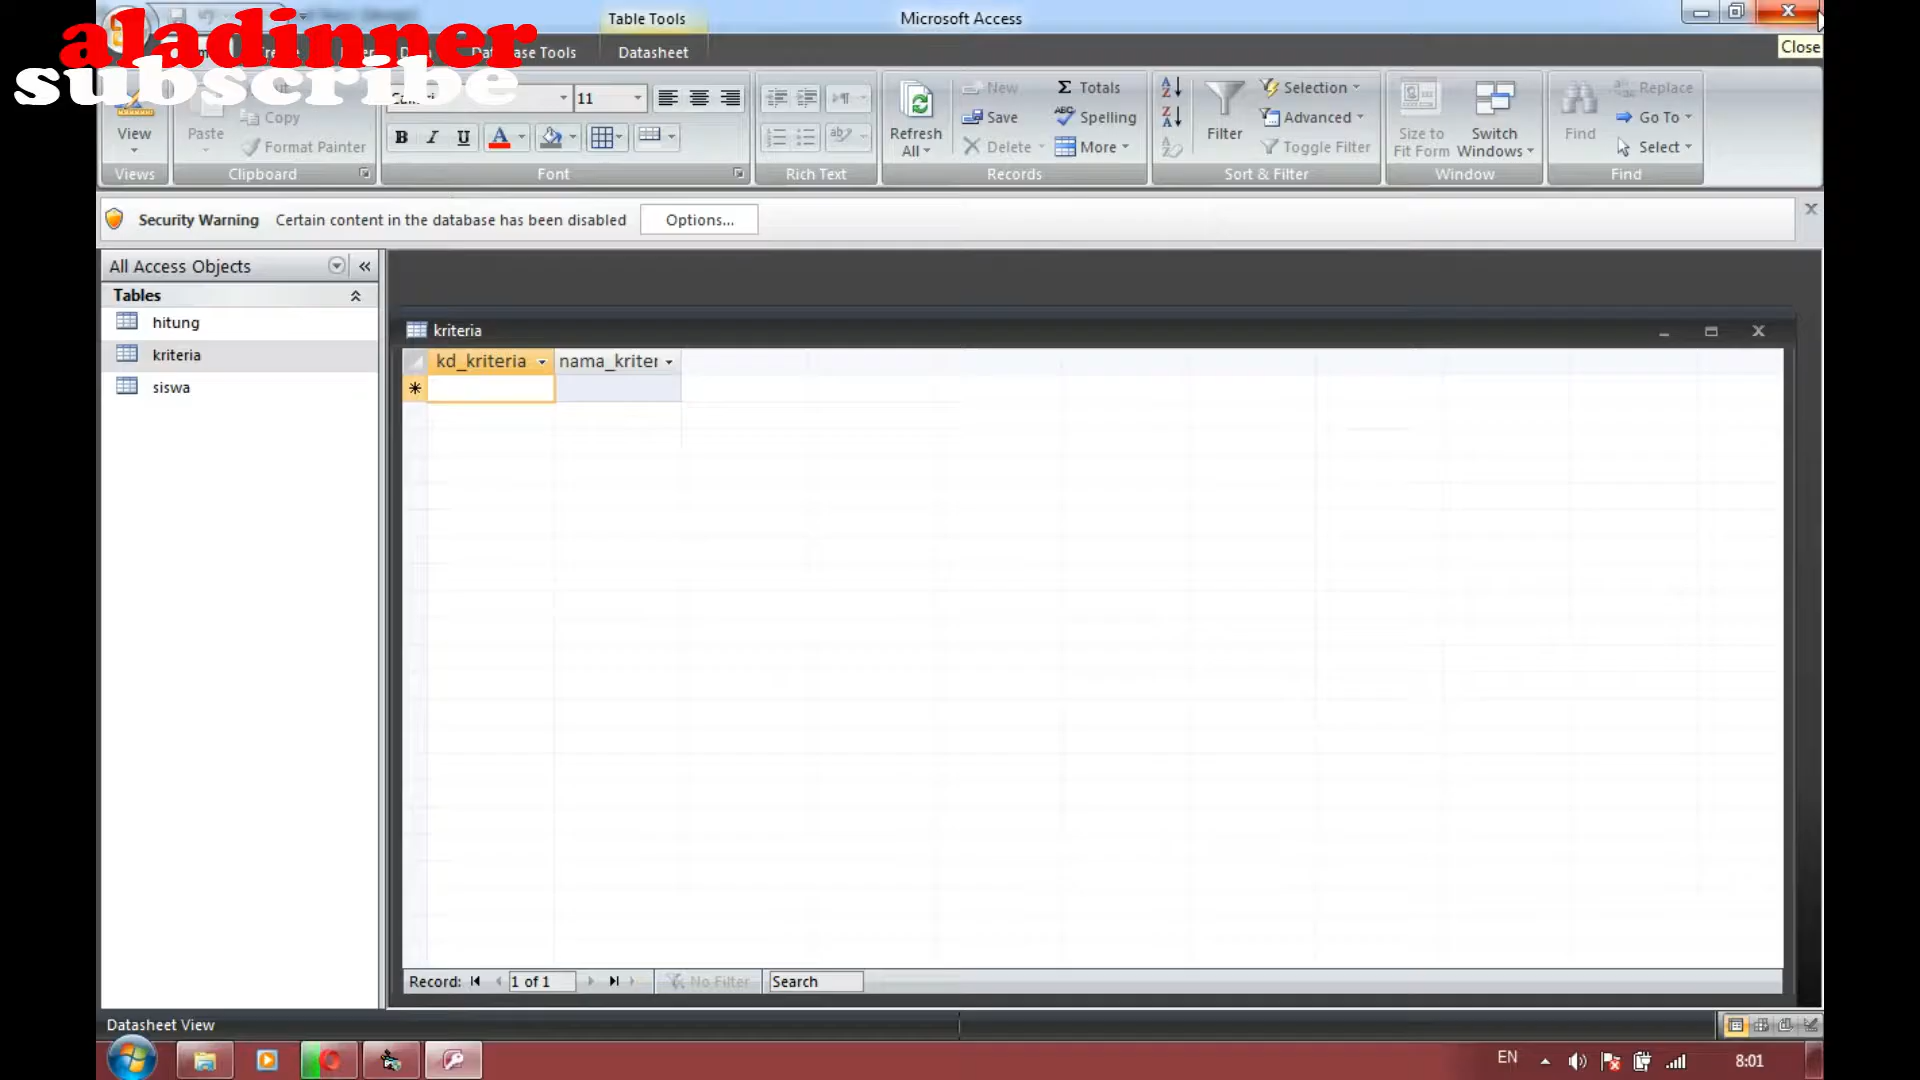 Table Tools
Microsoft Access
aladinner
subscribe
Close
Database Tools
Datasheet
View
Paste
Copy
Format Painter
11
B I U A
Refresh
All
New
Save
Delete
Totals
Spelling
More
Filter
Selection
Advanced
Toggle Filter
Size to
Fit Form
Switch
Windows
Find
Replace
Go To
Select
Views
Clipboard
Font
Rich Text
Records
Sort & Filter
Window
Find
Security Warning
Certain content in the database has been disabled
Options...
All Access Objects
Tables
hitung
kriteria
siswa
kriteria
kd_kriteria
nama_kriter
Record:
1 of 1
No Filter
Search
Datasheet View
EN
8:01